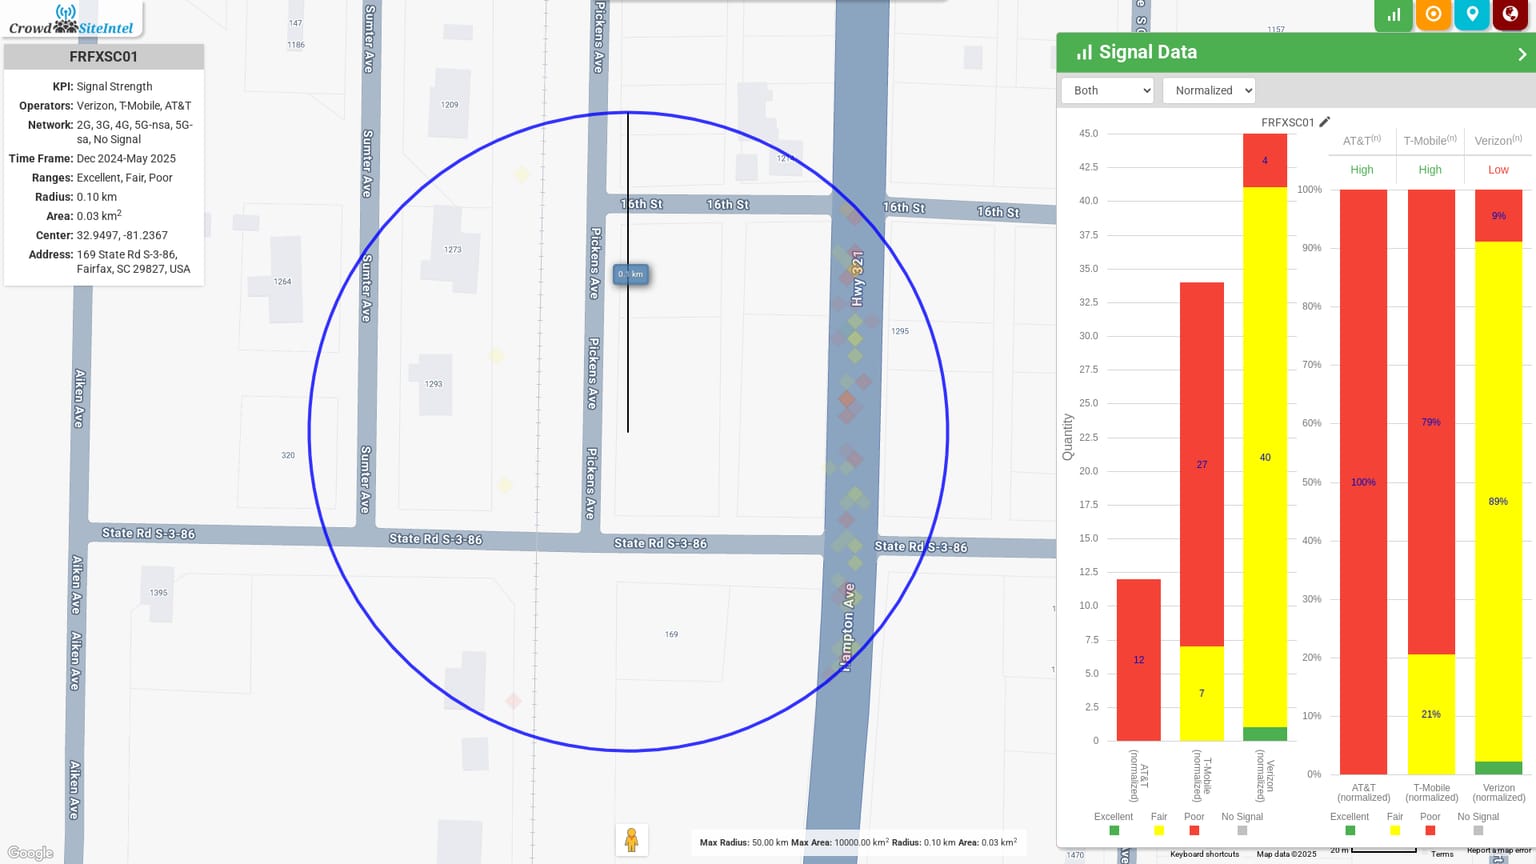 Crowd SiteIntel
FRFXSC01
KPI: Signal Strength
Operators: Verizon, T-Mobile, AT&T
Network: 2G, 3G, 4G, 5G-nsa, 5G-
sa, No Signal
Time Frame: Dec 2024-May 2025
Ranges: Excellent, Fair, Poor
Radius: 0.10 km
Area: 0.03 km²
Center: 32.9497, -81.2367
Address: 169 State Rd S-3-86,
Fairfax, SC 29827, USA
147
1186
Sumter Ave
Pickens Ave
1209
Sumter Ave
1157
16th St
16th St
16th St
16th St
1273
1264
Sumter Ave
Pickens Ave
0.1 km
Hwy 321
1295
Aiken Ave
1293
Pickens Ave
320
Sumter Ave
Pickens Ave
State Rd S-3-86
State Rd S-3-86
State Rd S-3-86
State Rd S-3-86
Aiken Ave
1395
Hampton Ave
169
Aiken Ave
Aiken Ave
Google
Max Radius: 50.00 km Max Area: 10000.00 km² Radius: 0.10 km Area: 0.03 km²
1470
Keyboard shortcuts
Map data ©2025
20 m
Terms
Report a map error
Signal Data
Both
Normalized
FRFXSC01
45.0
42.5
40.0
37.5
35.0
32.5
30.0
27.5
25.0
22.5
20.0
17.5
15.0
12.5
10.0
7.5
5.0
2.5
0
Quantity
12
27
7
4
40
AT&T
(normalized)
T-Mobile
(normalized)
Verizon
(normalized)
Excellent
Fair
Poor
No Signal
AT&T(n)
T-Mobile(n)
Verizon(n)
High
High
Low
100%
90%
80%
70%
60%
50%
40%
30%
20%
10%
0%
100%
79%
21%
9%
89%
AT&T
(normalized)
T-Mobile
(normalized)
Verizon
(normalized)
Excellent
Fair
Poor
No Signal